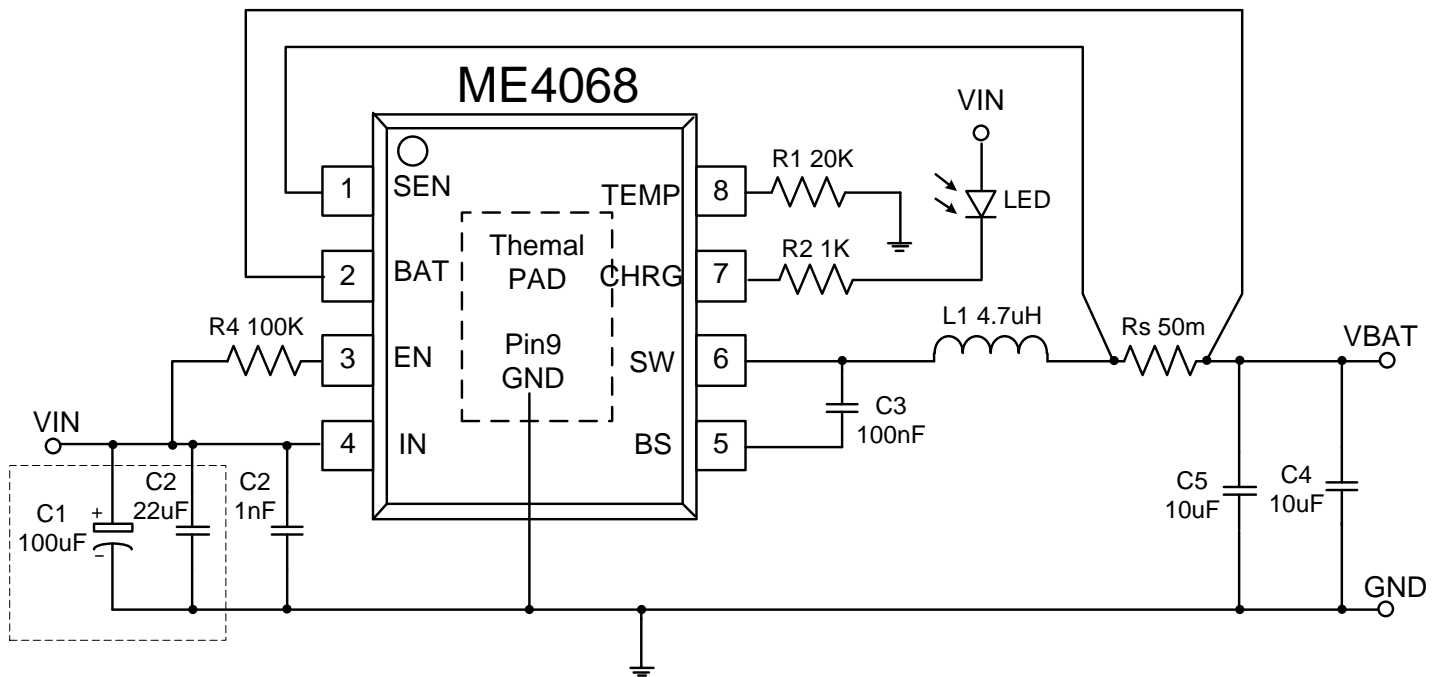 ME4068
VIN
R1 20K
1
SEN
TEMP
8
LED
Themal
PAD
R2 1K
2
BAT
CHRG
7
R4 100K
L1 4.7uH
Rs 50m
VBAT
3
EN
Pin9
GND
SW
6
VIN
C3
100nF
4
IN
BS
5
C1
100uF
+
−
C2
22uF
C2
1nF
C5
10uF
C4
10uF
GND